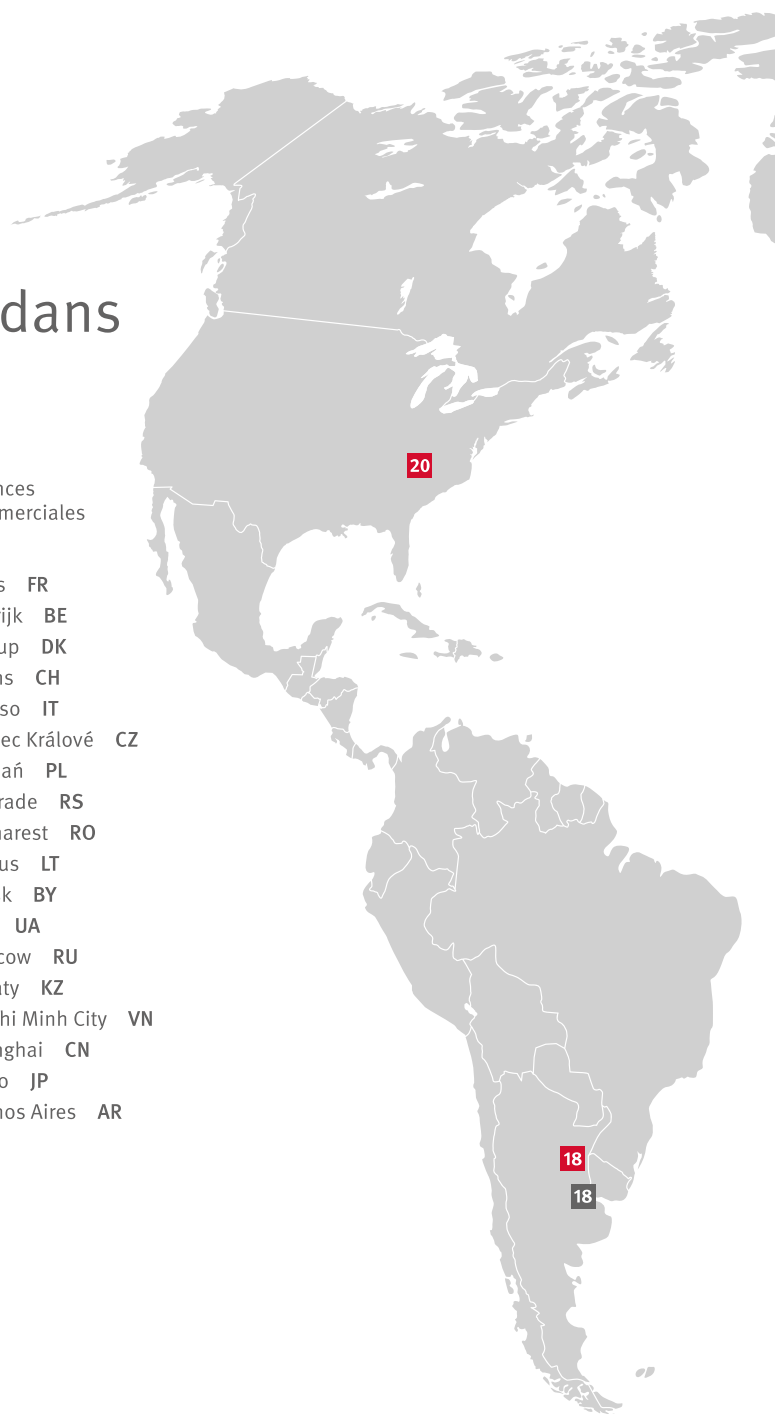 dans
nces
merciales
s FR
ijk BE
up DK
ns CH
so IT
ec Králové CZ
ań PL
rade RS
harest RO
us LT
k BY
UA
cow RU
aty KZ
hi Minh City VN
nghai CN
o JP
nos Aires AR
20
18
18